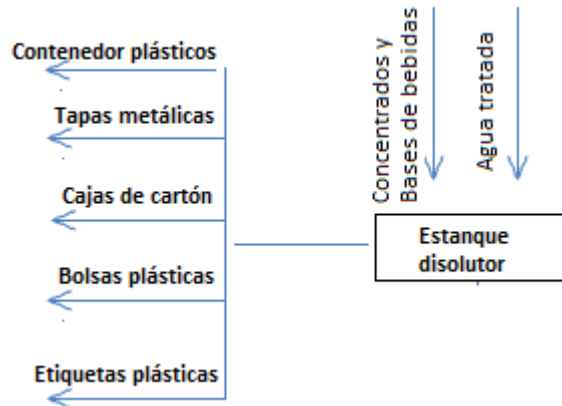 Contenedor plásticos
Tapas metálicas
Cajas de cartón
Bolsas plásticas
Etiquetas plásticas
Concentrados y
Bases de bebidas
Agua tratada
Estanque
disolutor